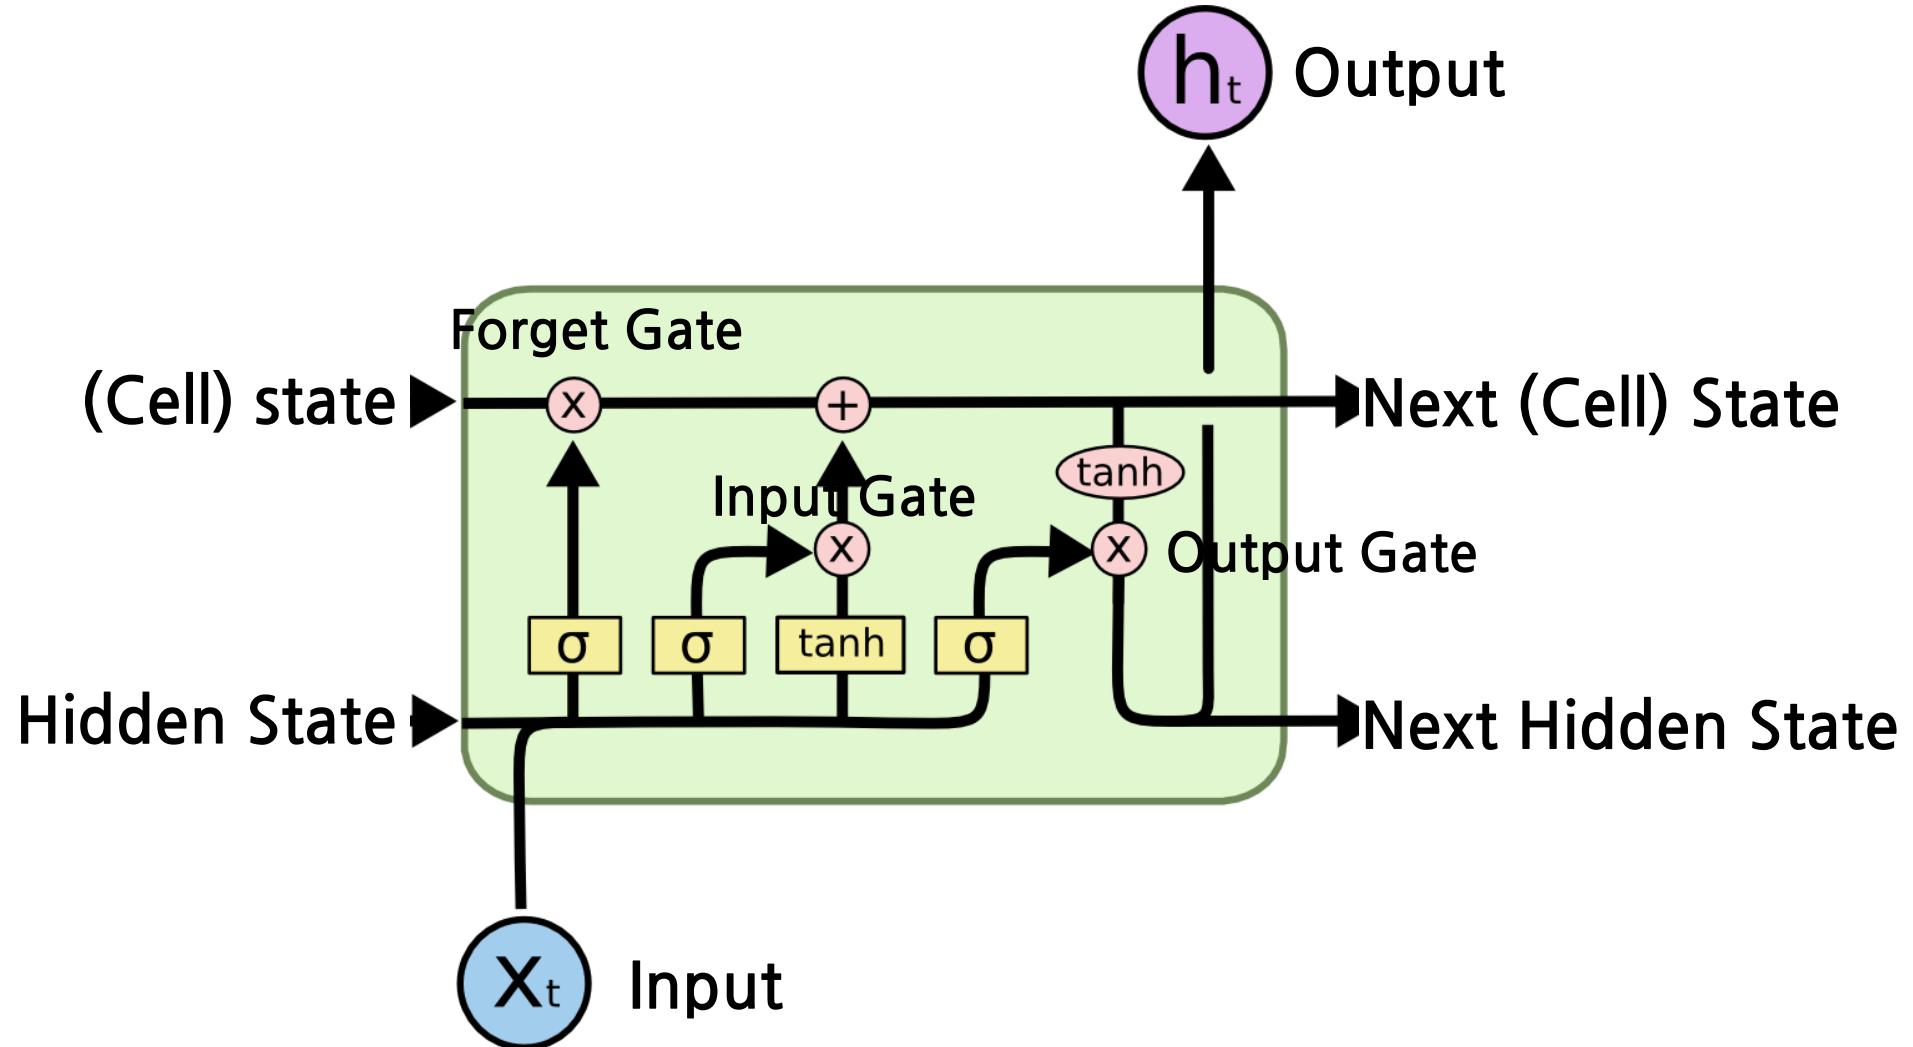 ht Output
Forget Gate
(Cell) state
x
+
Next (Cell) State
tanh
Input Gate
x
x
Output Gate
σ
σ
tanh
σ
Hidden State
Next Hidden State
Xt Input